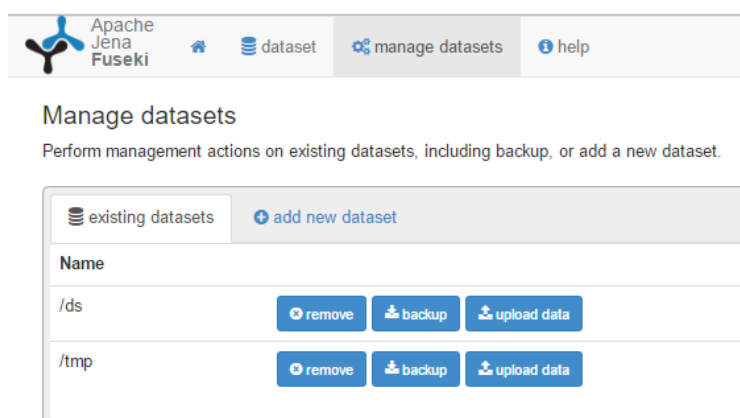 Apache
Jena
Fuseki
dataset manage datasets help
Manage datasets
Perform management actions on existing datasets, including backup, or add a new dataset.
existing datasets add new dataset
Name
/ds remove backup upload data
/tmp remove backup upload data